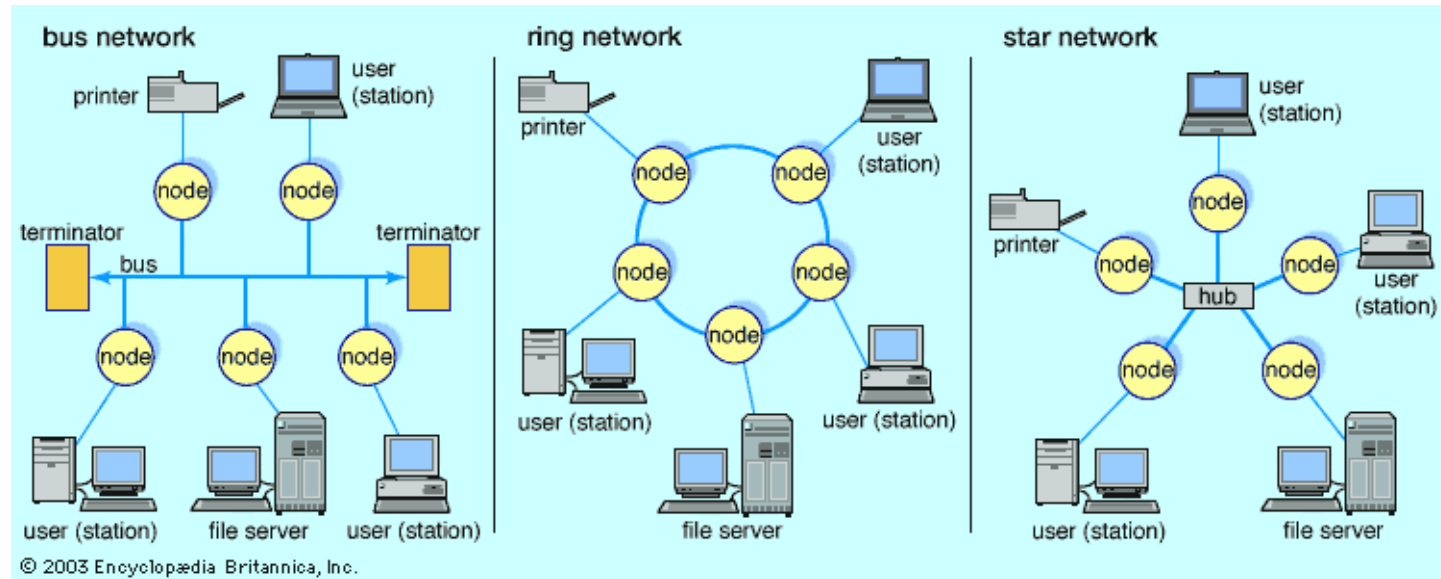 bus network
printer
user
(station)
node
node
terminator
terminator
bus
node
node
node
user (station)
file server
user (station)
ring network
printer
user
(station)
node
node
node
node
node
user (station)
user (station)
file server
star network
user
(station)
node
printer
node
node
user
(station)
hub
node
node
user (station)
file server
© 2003 Encyclopædia Britannica, Inc.